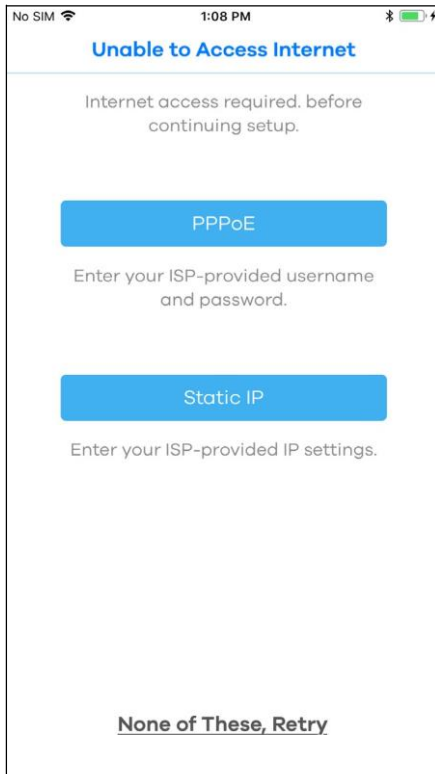 No SIM 1:08 PM
Unable to Access Internet
Internet access required. before
continuing setup.
PPPoE
Enter your ISP-provided username
and password.
Static IP
Enter your ISP-provided IP settings.
None of These, Retry